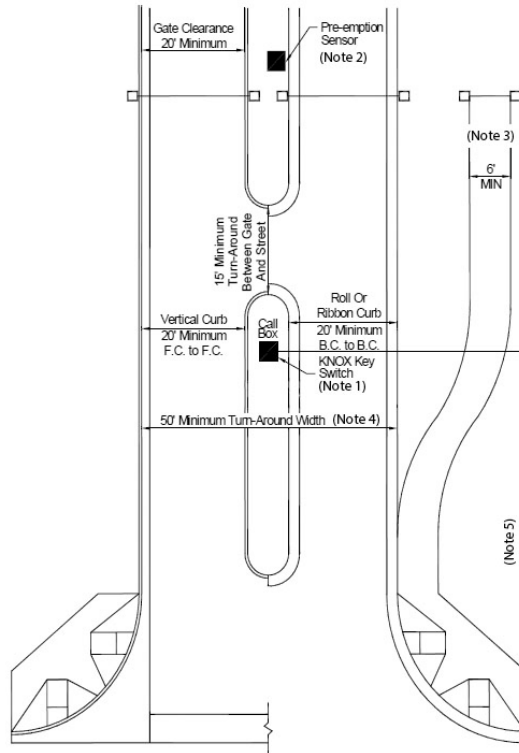 Gate Clearance
20' Minimum
Pre-emption
Sensor
(Note 2)
(Note 3)
6'
MIN
15' Minimum
Turn-Around
Between Gate
And Street
Roll Or
Ribbon Curb
Vertical Curb
20' Minimum
F.C. to F.C.
Call
Box
20' Minimum
B.C. to B.C.
KNOX Key
Switch
(Note 1)
50' Minimum Turn-Around Width (Note 4)
(Note 5)